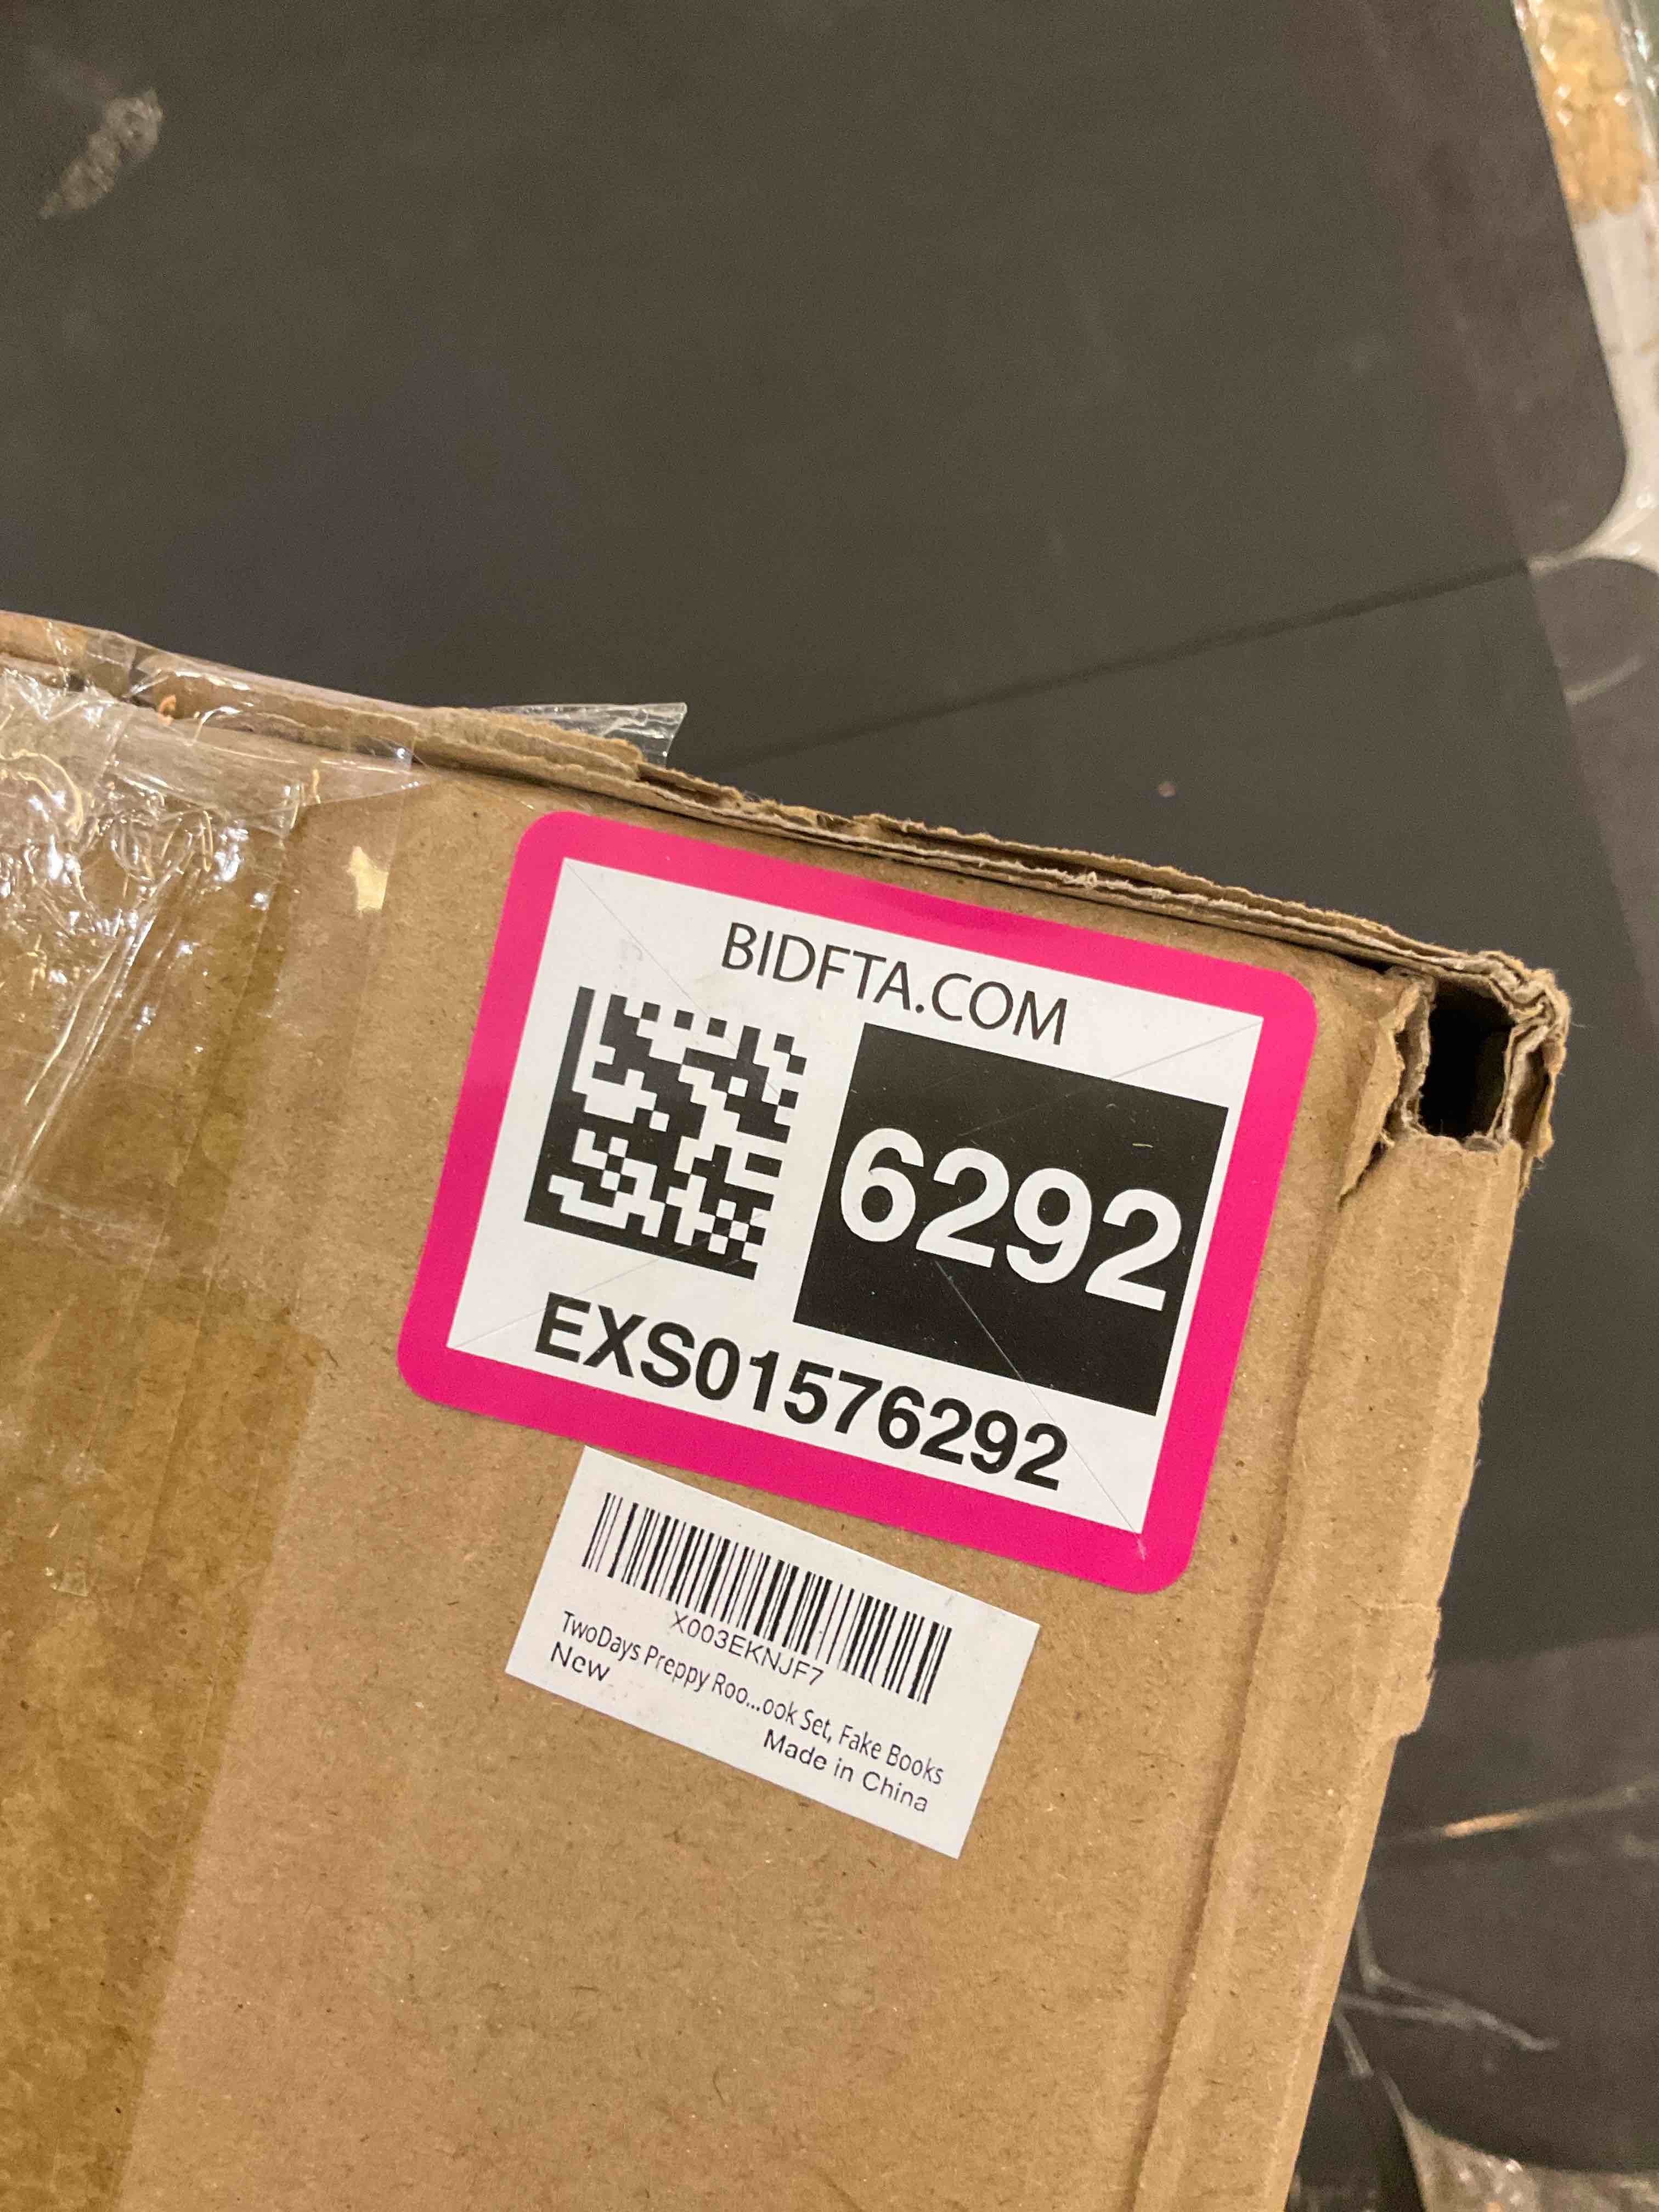 BIDFTA.COM
6292
EXS01576292
X003EKNJF7
TwoDays Preppy Roo...ook Set, Fake Books
New
Made in China